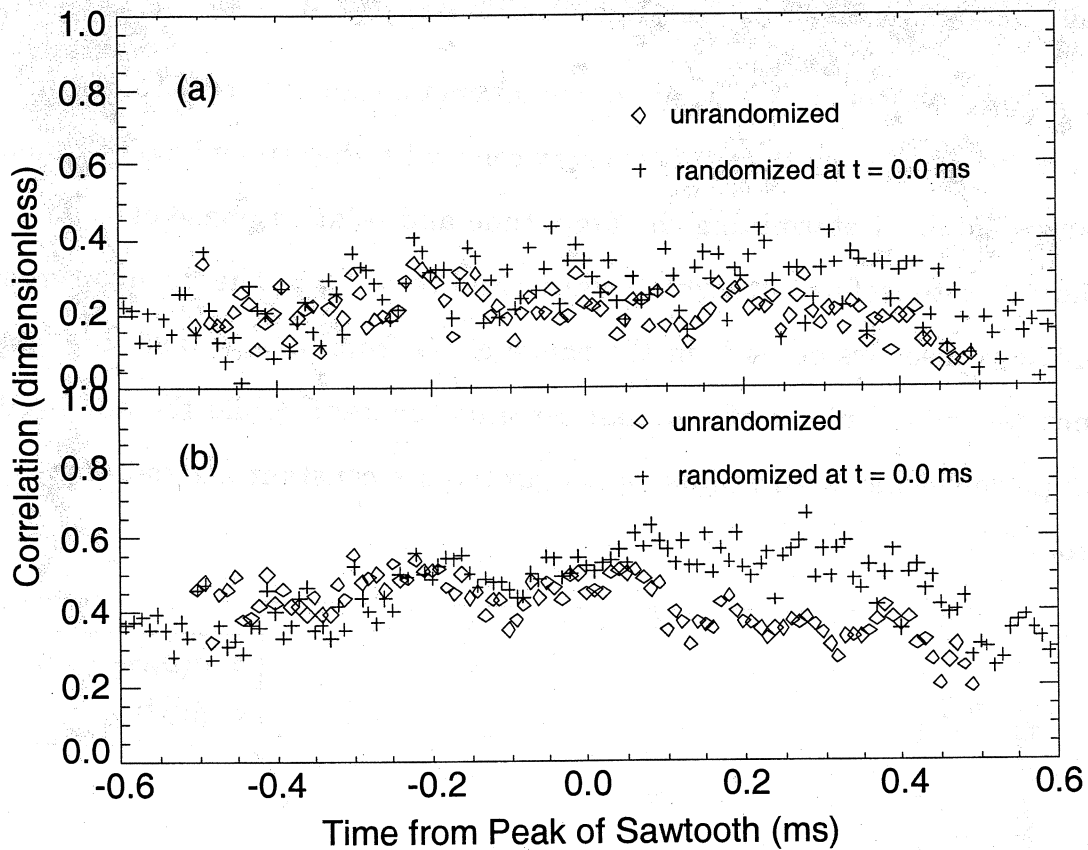 1.0
0.8
(a)
unrandomized
0.6
randomized at t = 0.0 ms
0.4
0.2
0.0
1.0
unrandomized
(b)
0.8
randomized at t = 0.0 ms
0.6
0.4
0.2
0.0
Correlation (dimensionless)
-0.6 -0.4 -0.2 0.0 0.2 0.4 0.6
Time from Peak of Sawtooth (ms)